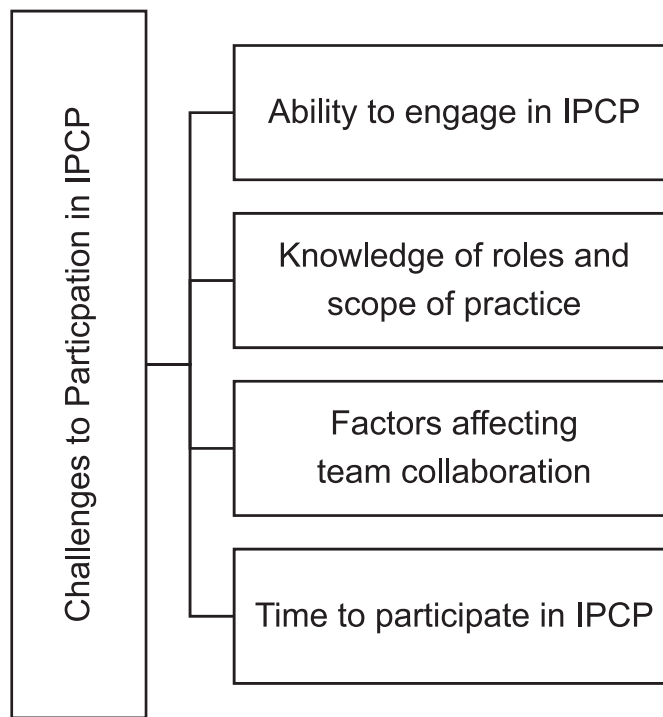 Challenges to Particpation in IPCP
Ability to engage in IPCP
Knowledge of roles and
scope of practice
Factors affecting
team collaboration
Time to participate in IPCP